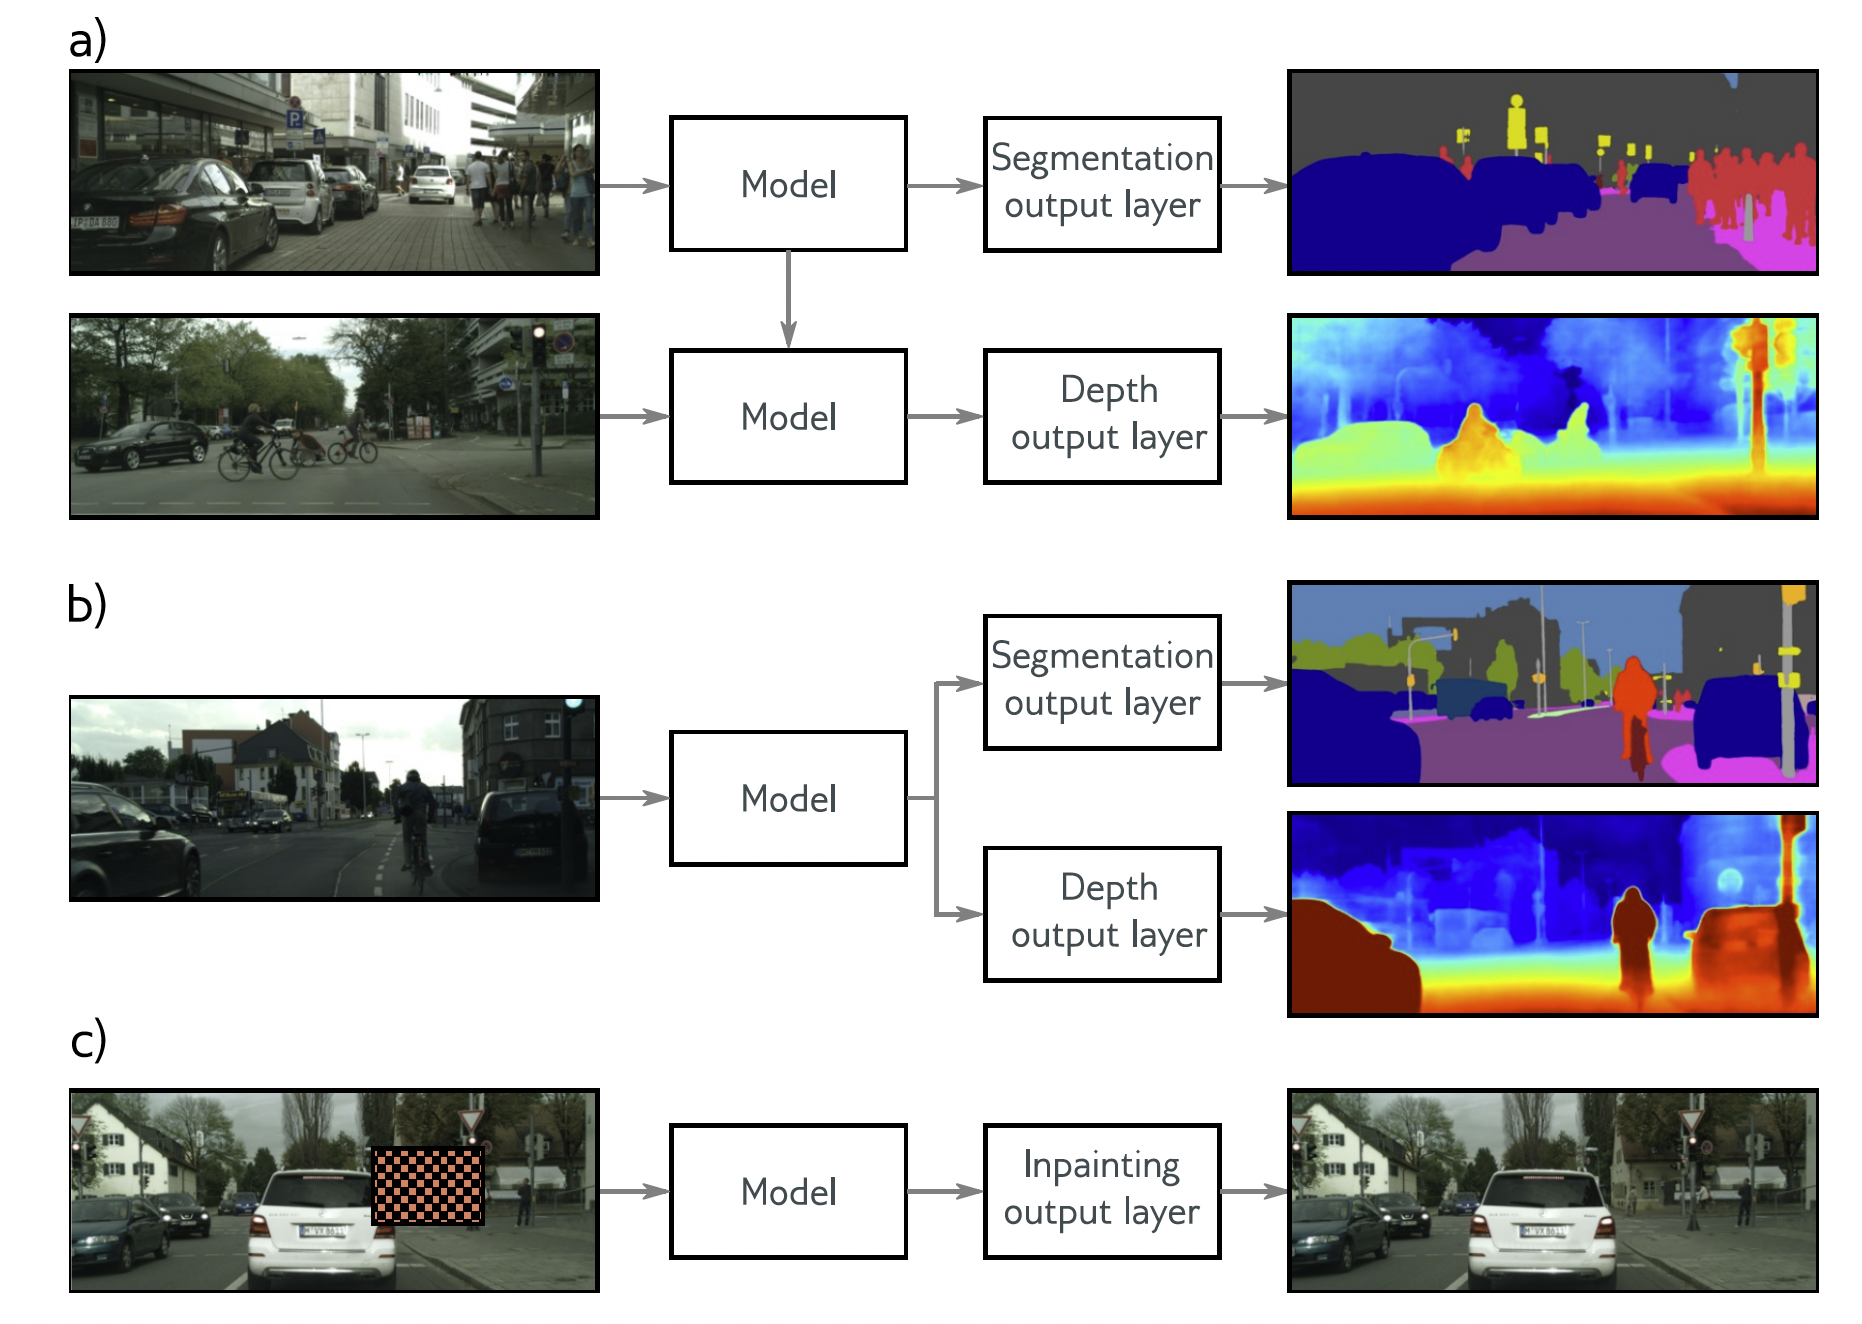 a)
Model
Segmentation
output layer
Model
Depth
output layer
b)
Model
Segmentation
output layer
Depth
output layer
c)
Model
Inpainting
output layer